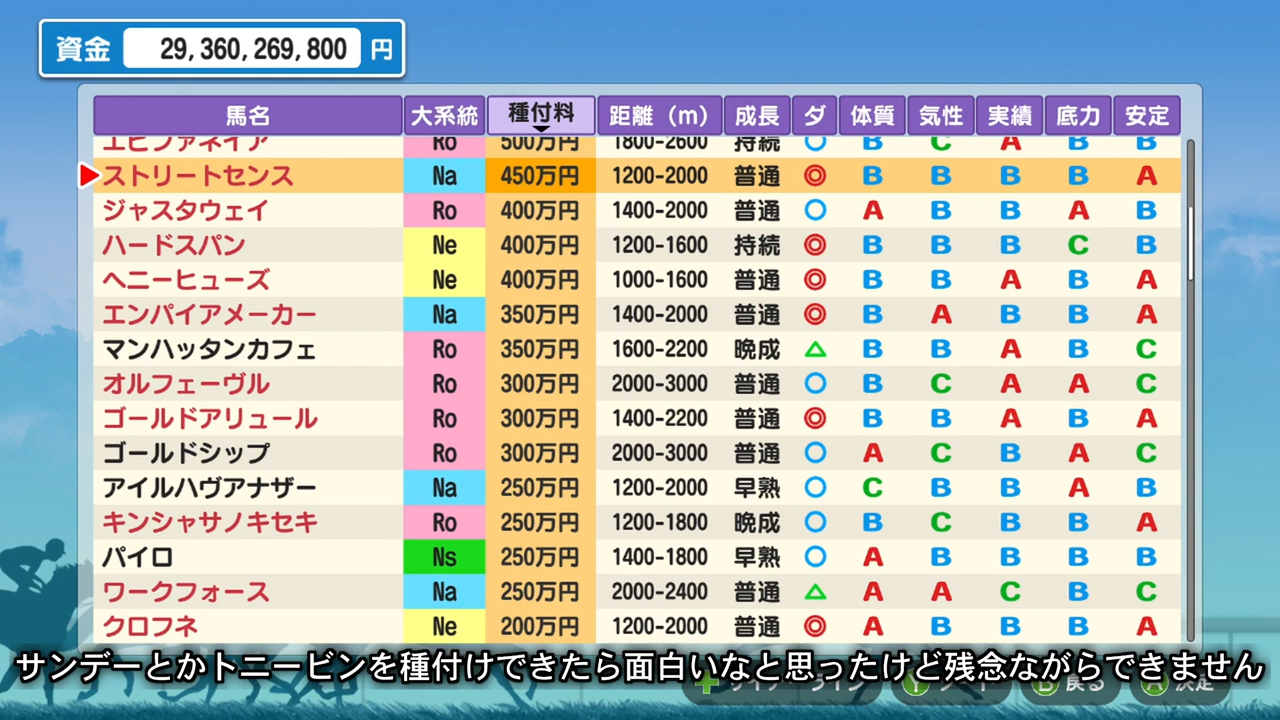 資金 29,360,269,800 円
馬名 大系統 種付料 距離（m） 成長 ダ 体質 気性 実績 底力 安定
エピファネイア Ro 500万円 1800-2600 持続 ○ B C A B B
ストリートセンス Na 450万円 1200-2000 普通 ◎ B B B B A
ジャスタウェイ Ro 400万円 1400-2000 普通 ○ A B B A B
ハードスパン Ne 400万円 1200-1600 持続 ◎ B B B C B
ヘニーヒューズ Ne 400万円 1000-1600 普通 ◎ B B A B A
エンパイアメーカー Na 350万円 1400-2000 普通 ◎ B A B B A
マンハッタンカフェ Ro 350万円 1600-2200 晩成 △ B B A B C
オルフェーヴル Ro 300万円 2000-3000 普通 ○ B C A A C
ゴールドアリュール Ro 300万円 1400-2200 普通 ◎ B B A B A
ゴールドシップ Ro 300万円 2000-3000 普通 ○ A C B A C
アイルハヴアナザー Na 250万円 1200-2000 早熟 ○ C B B A B
キンシャサノキセキ Ro 250万円 1200-1800 晩成 ○ B C B B A
パイロ Ns 250万円 1400-1800 早熟 ○ A B B B B
ワークフォース Na 250万円 2000-2400 普通 △ A A C B C
クロフネ Ne 200万円 1200-2000 普通 ◎ A B B B A
サンデーとかトニービンを種付けできたら面白いなと思ったけど残念ながらできません
B 戻る A 決定